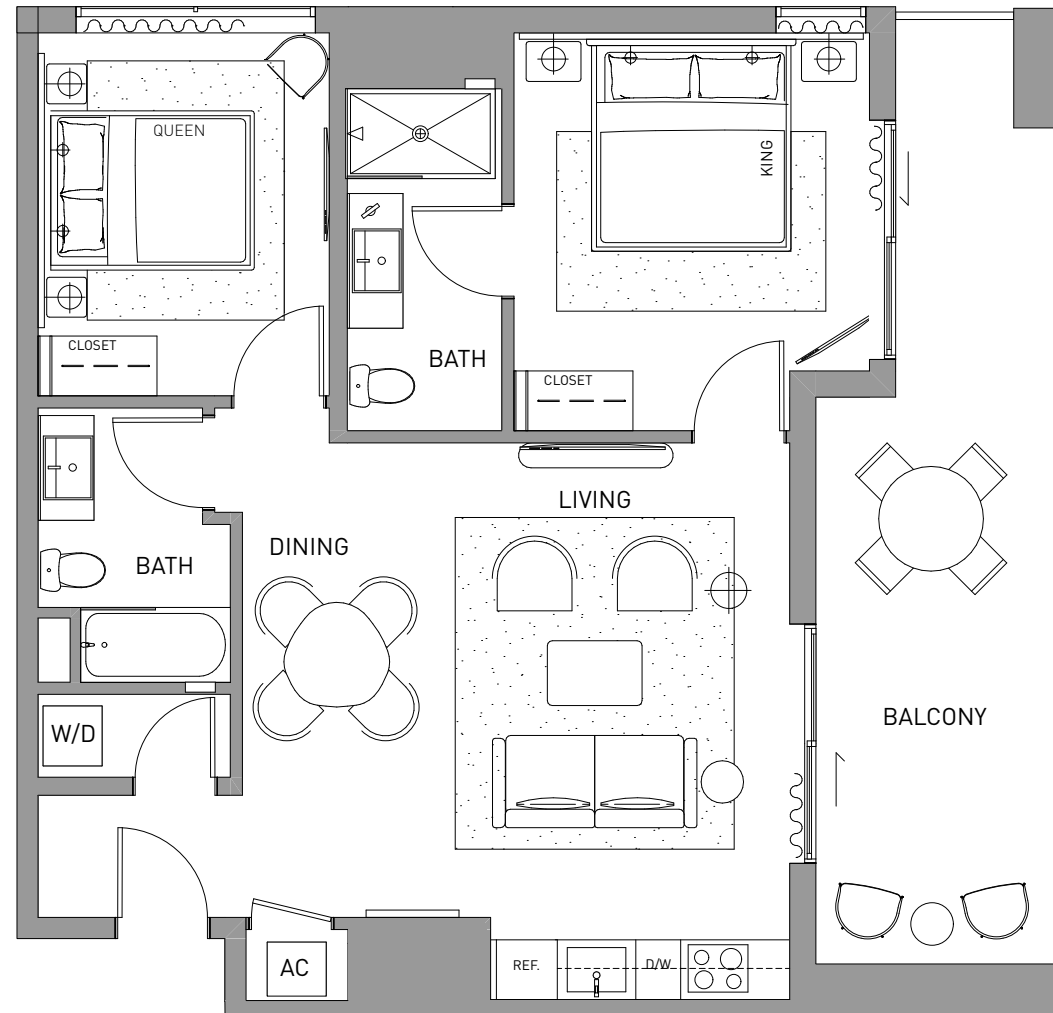 QUEEN
KING
CLOSET
BATH
CLOSET
LIVING
DINING
BATH
BALCONY
W/D
AC
REF.
D/W